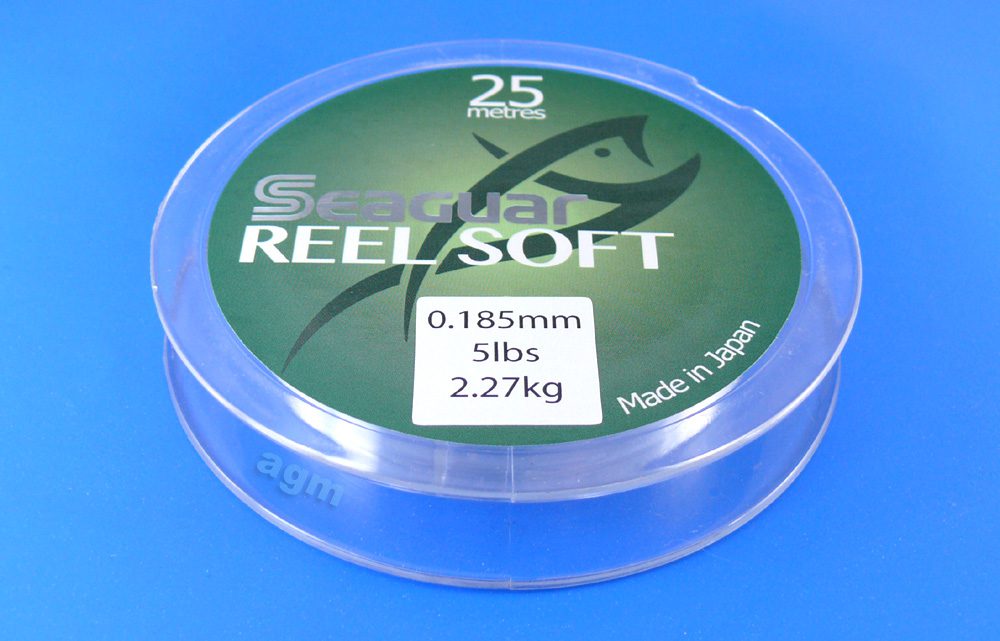 25
metres
Seaguar
REEL SOFT
0.185mm
5lbs
2.27kg
Made in Japan
agm